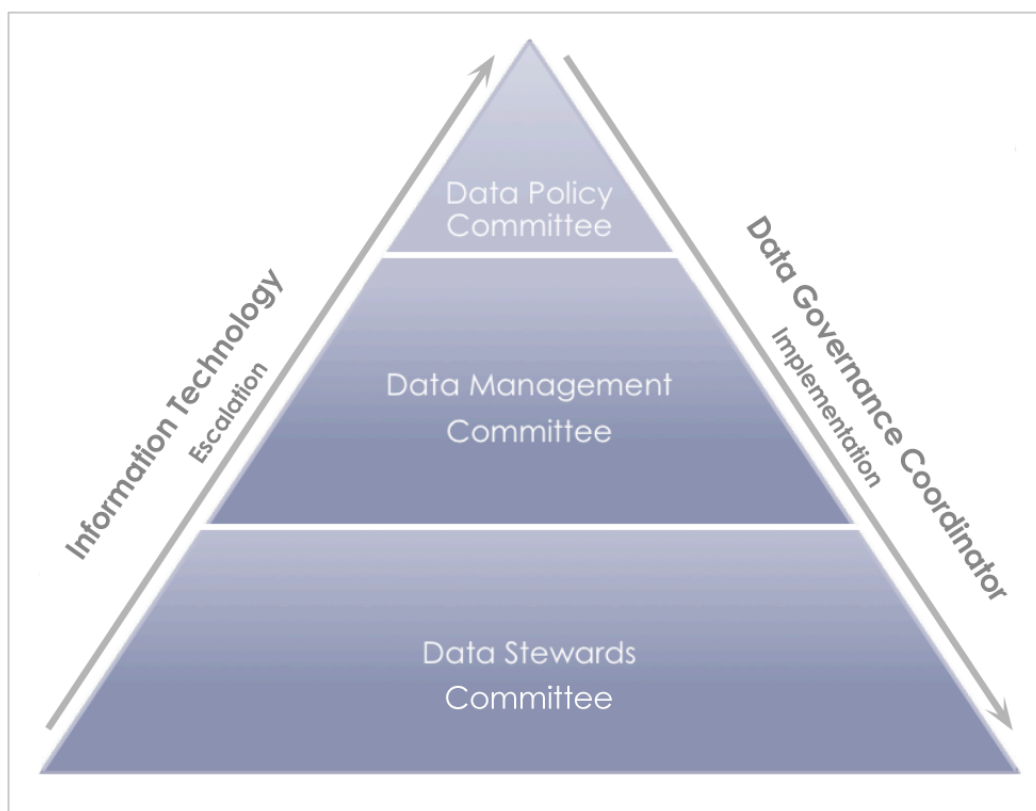 Data Policy
Committee
Information Technology
Escalation
Data Governance Coordinator
Implementation
Data Management
Committee
Data Stewards
Committee